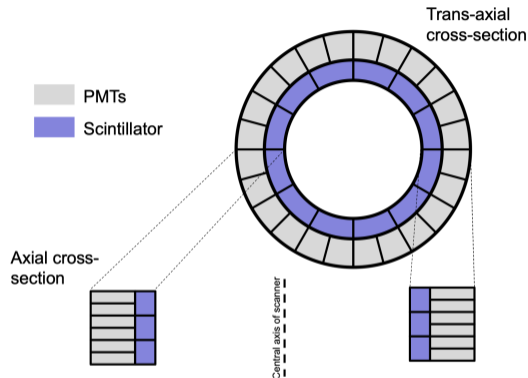 Trans-axial
cross-section
PMTs
Scintillator
Axial cross-
section
Central axis of scanner